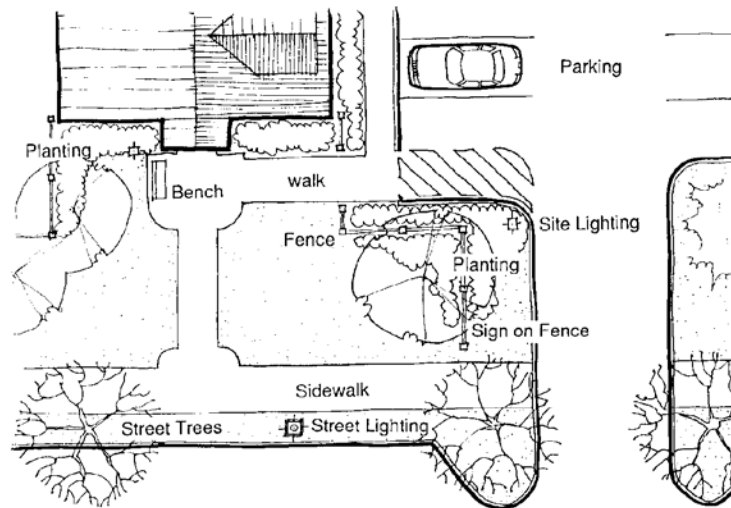 Parking
Planting
Bench
walk
Fence
Site Lighting
Planting
Sign on Fence
Sidewalk
Street Trees
Street Lighting